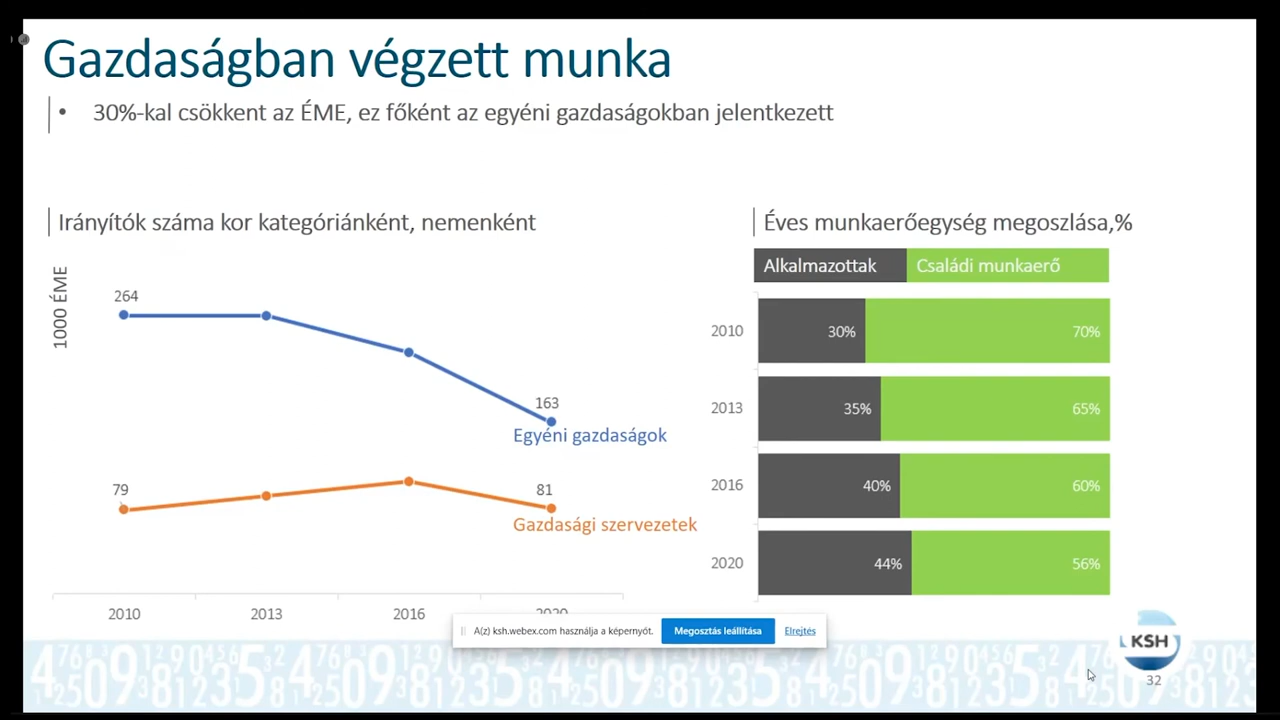 Gazdaságban végzett munka
• 30%-kal csökkent az ÉME, ez főként az egyéni gazdaságokban jelentkezett
Irányítók száma kor kategóriánként, nemenként
1000 ÉME
264
163
Egyéni gazdaságok
79
81
Gazdasági szervezetek
2010 2013 2016
Éves munkaerőegység megoszlása,%
Alkalmazottak Családi munkaerő
2010 30% 70%
2013 35% 65%
2016 40% 60%
2020 44% 56%
A(z) ksh.webex.com használja a képernyőt. Megosztás leállítása Elrejtés
KSH
32